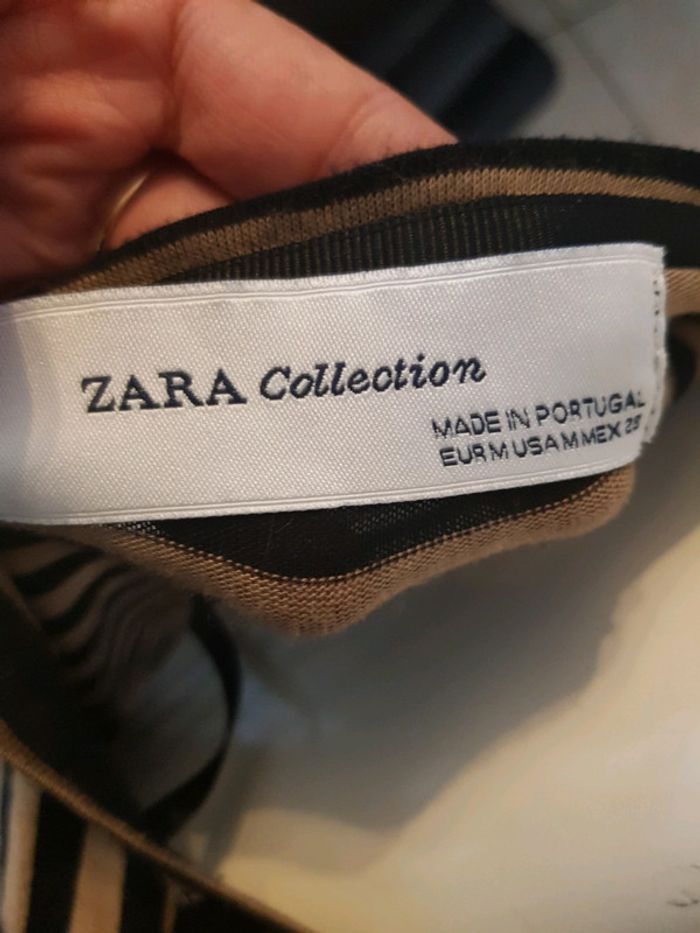 ZARA Collection
MADE IN PORTUGAL
EUR M USA M MEX 28